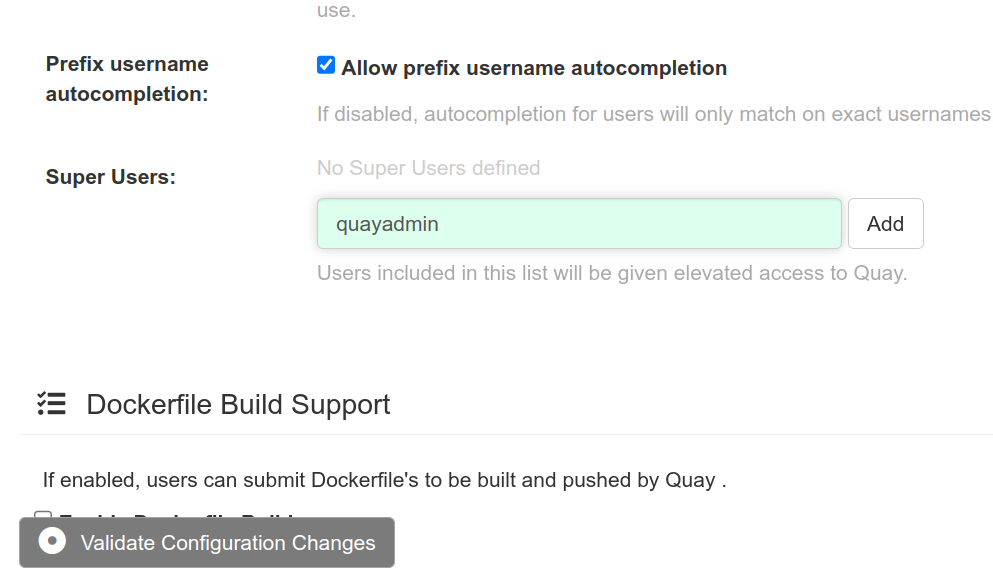 use.
Prefix username
autocompletion:
Allow prefix username autocompletion
If disabled, autocompletion for users will only match on exact usernames
Super Users:
No Super Users defined
quayadmin
Add
Users included in this list will be given elevated access to Quay.
Dockerfile Build Support
If enabled, users can submit Dockerfile's to be built and pushed by Quay .
Validate Configuration Changes